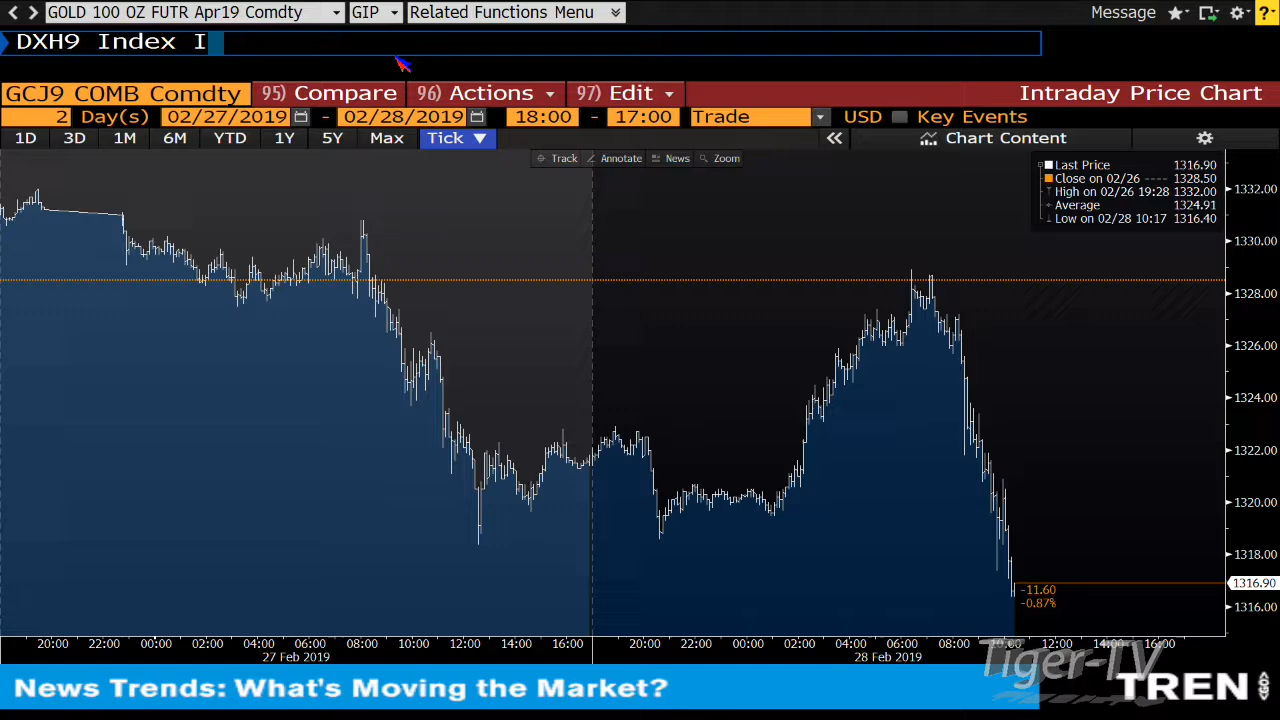 GOLD 100 OZ FUTR Apr19 Comdty GIP Related Functions Menu Message ?
DXH9 Index I
GCJ9 COMB Comdty 95) Compare 96) Actions 97) Edit Intraday Price Chart
2 Day(s) 02/27/2019 - 02/28/2019 18:00 - 17:00 Trade USD Key Events
1D 3D 1M 6M YTD 1Y 5Y Max Tick Chart Content
Track Annotate News Zoom
Last Price 1316.90
Close on 02/26 ---- 1328.50
High on 02/26 19:28 1332.00
Average 1324.91
Low on 02/28 10:17 1316.40
1332.00
1330.00
1328.00
1326.00
1324.00
1322.00
1320.00
1318.00
1316.90
1316.00
-11.60
-0.87%
20:00 22:00 00:00 02:00 04:00 06:00 08:00 10:00 12:00 14:00 16:00 20:00 22:00 00:00 02:00 04:00 06:00 08:00 10:00 12:00 14:00 16:00
27 Feb 2019 28 Feb 2019
Tiger-TV
News Trends: What's Moving the Market? TREN